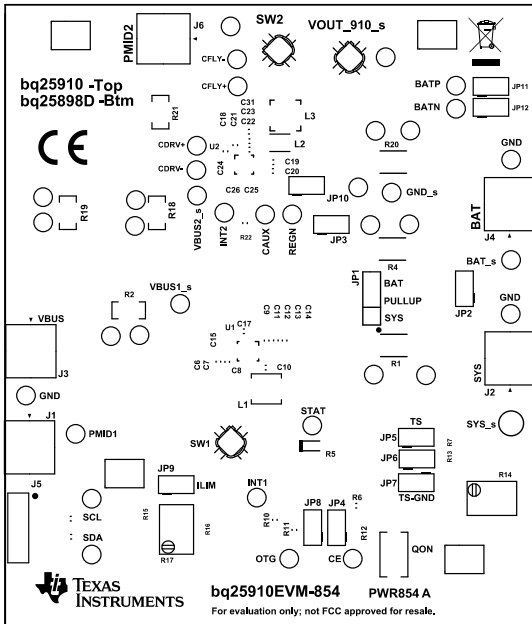 J6
SW2
VOUT_910_s
PMID2
CFLY-
CFLY+
BATP
JP11
BATN
JP12
bq25910 -Top
bq25898D -Btm
R21
C31
C23
C18
C21
C22
L3
L2
CDRV+
U2
CDRV-
C24
C19
C20
C26
C25
R20
GND
CE
JP10
GND_s
BAT
J4
R19
R18
VBUS2_s
INT2
R22
CAUX
REGN
JP3
BAT_s
R4
JP1
BAT
PULLUP
SYS
JP2
GND
VBUS1_s
R2
VBUS
J3
C9
C11
C12
C13
C14
U1
C17
C15
C6
C7
C8
C10
R1
SYS
J2
GND
L1
J1
PMID1
SW1
STAT
R5
TS
JP5
R7
JP6
R13
JP7
TS-GND
SYS_s
R14
J5
JP9
ILIM
INT1
SCL
SDA
R15
R16
R17
R10
R11
JP8
JP4
R6
R12
OTG
CE
QON
TEXAS
INSTRUMENTS
bq25910EVM-854
PWR854 A
For evaluation only; not FCC approved for resale.